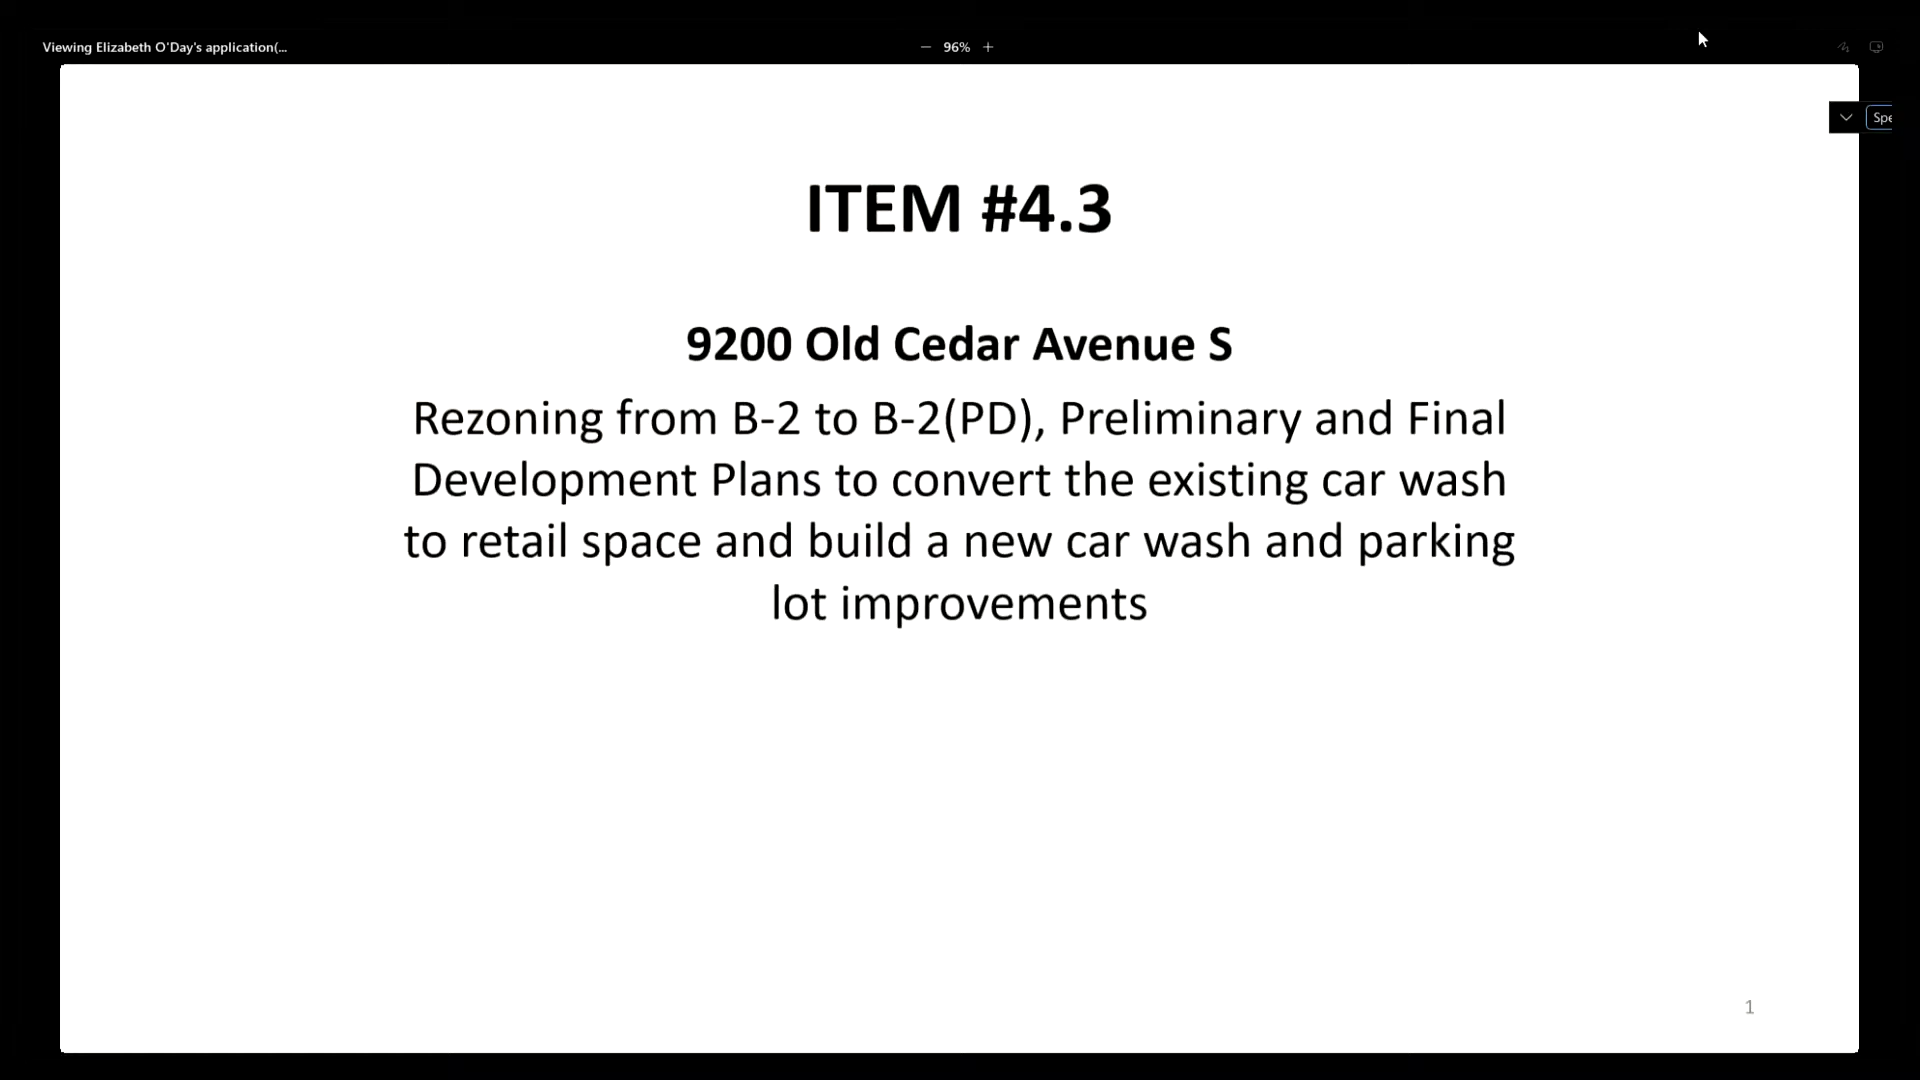 Viewing Elizabeth O'Day's application(...
96%
Spe
ITEM #4.3
9200 Old Cedar Avenue S
Rezoning from B-2 to B-2(PD), Preliminary and Final
Development Plans to convert the existing car wash
to retail space and build a new car wash and parking
lot improvements
1